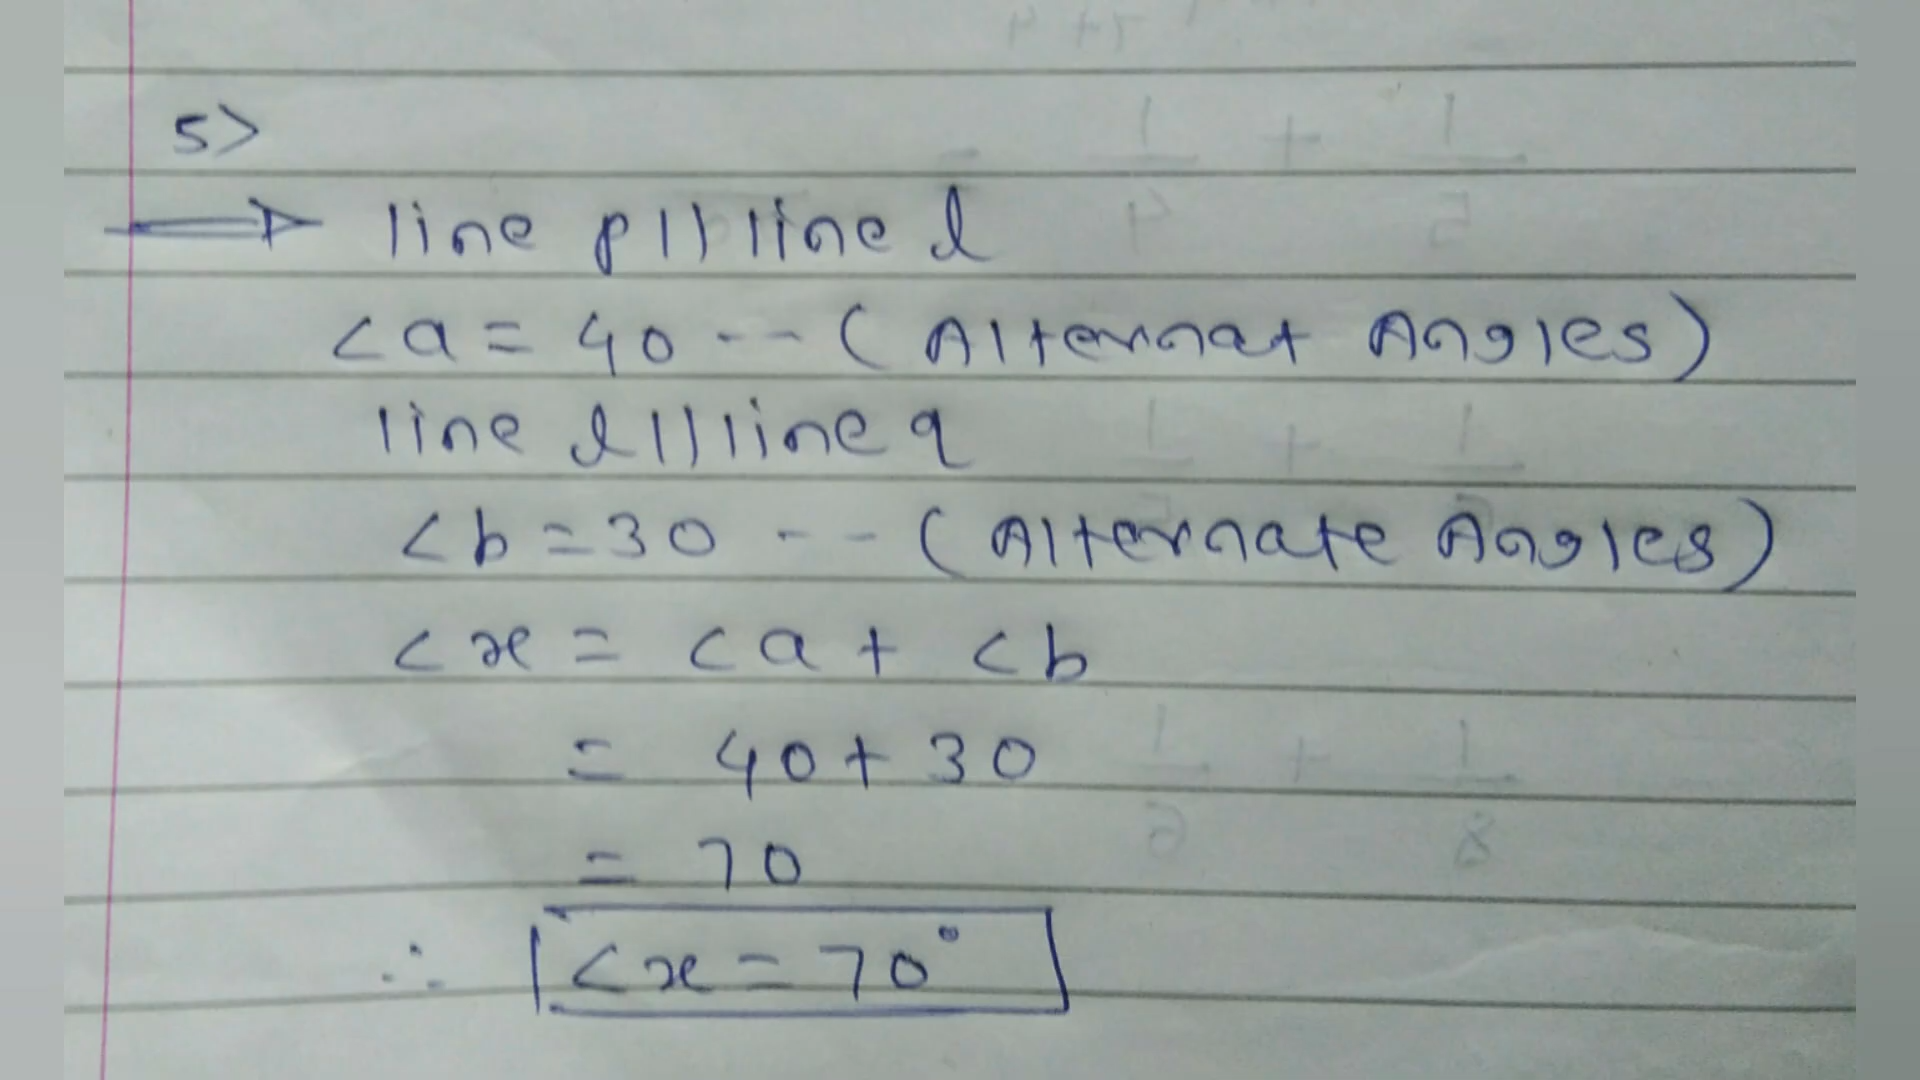 5>
line p || line l
<a = 40 --- (Alternat Angles)
line l || line q
<b = 30 --- (Alternate Angles)
<x = <a + <b
= 40 + 30
= 70
∴ <x = 70°